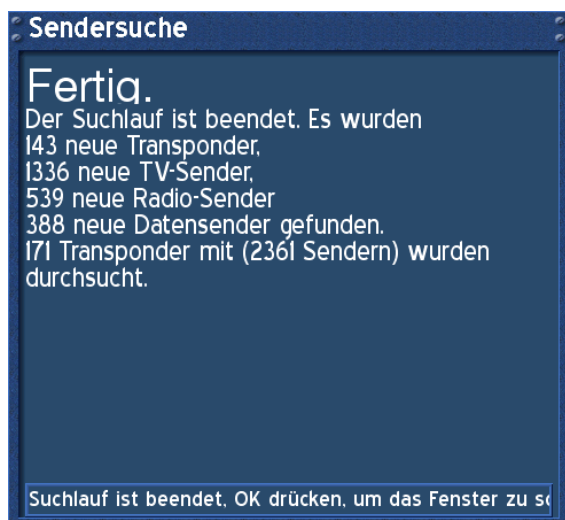 Sendersuche
Fertig.
Der Suchlauf ist beendet. Es wurden
143 neue Transponder,
1336 neue TV-Sender,
539 neue Radio-Sender
388 neue Datensender gefunden.
171 Transponder mit (2361 Sendern) wurden
durchsucht.
Suchlauf ist beendet, OK drücken, um das Fenster zu